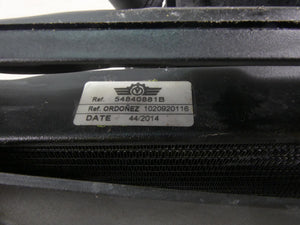 Ref. 54840881B
Ref. ORDOÑEZ 1020920116
DATE 44/2014